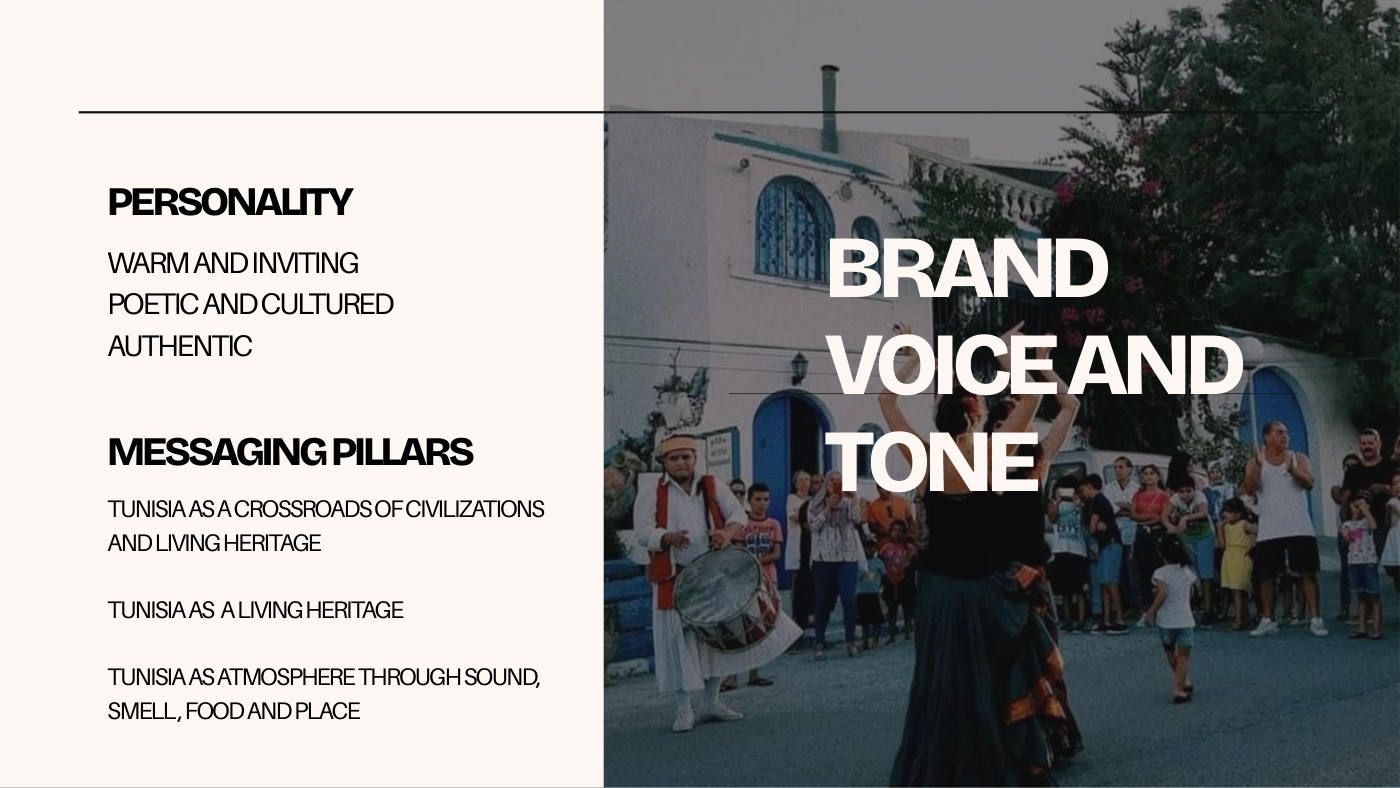 PERSONALITY
WARM AND INVITING
POETIC AND CULTURED
AUTHENTIC
MESSAGING PILLARS
TUNISIA AS A CROSSROADS OF CIVILIZATIONS
AND LIVING HERITAGE
TUNISIA AS A LIVING HERITAGE
TUNISIA AS ATMOSPHERE THROUGH SOUND,
SMELL , FOOD AND PLACE
BRAND
VOICE AND
TONE